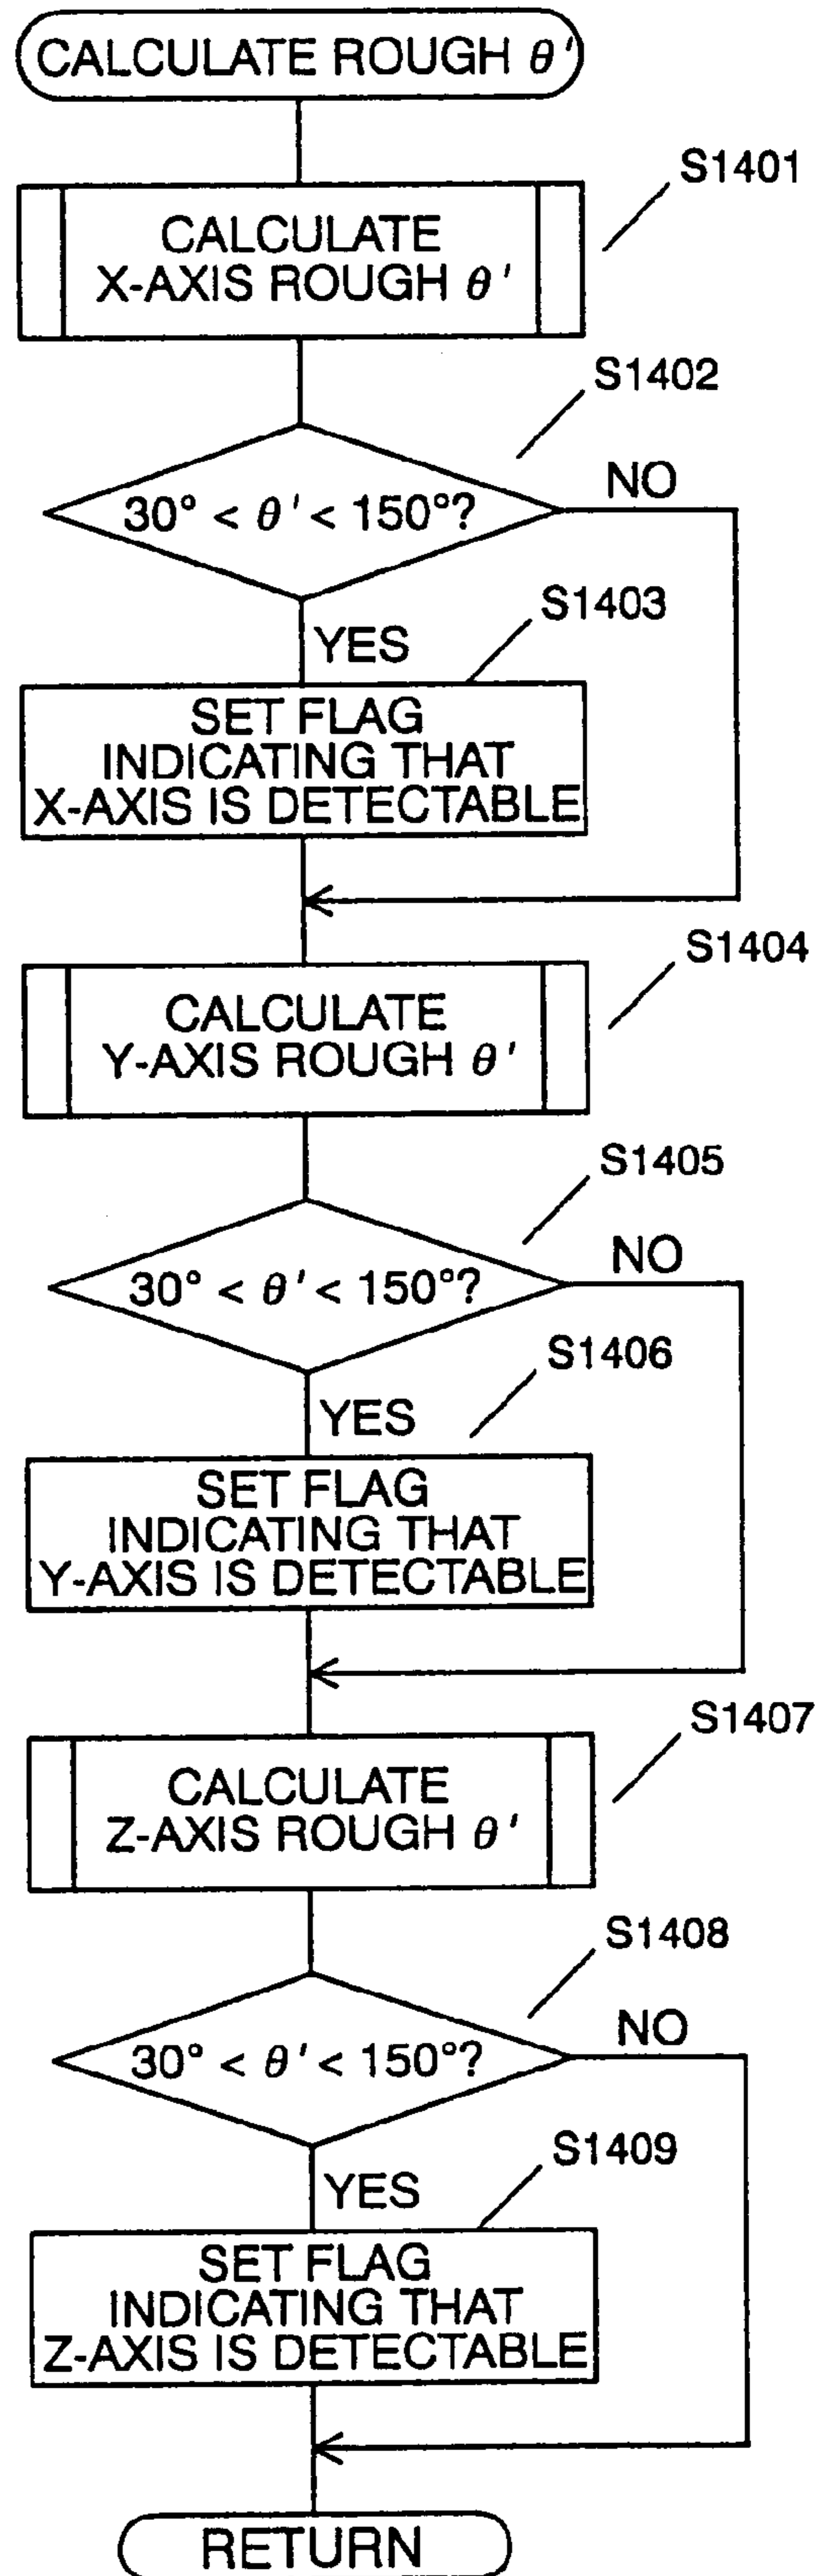 CALCULATE ROUGH θ'
S1401
CALCULATE
X-AXIS ROUGH θ'
S1402
30° < θ' < 150°?
NO
S1403
YES
SET FLAG
INDICATING THAT
X-AXIS IS DETECTABLE
S1404
CALCULATE
Y-AXIS ROUGH θ'
S1405
30° < θ' < 150°?
NO
S1406
YES
SET FLAG
INDICATING THAT
Y-AXIS IS DETECTABLE
S1407
CALCULATE
Z-AXIS ROUGH θ'
S1408
30° < θ' < 150°?
NO
S1409
YES
SET FLAG
INDICATING THAT
Z-AXIS IS DETECTABLE
RETURN